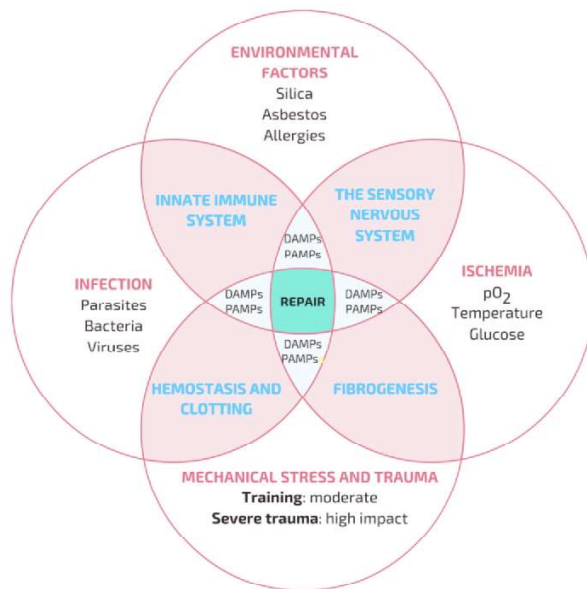 ENVIRONMENTAL
FACTORS
Silica
Asbestos
Allergies
INNATE IMMUNE
SYSTEM
THE SENSORY
NERVOUS
SYSTEM
DAMPs
PAMPs
INFECTION
Parasites
Bacteria
Viruses
DAMPs
PAMPs
REPAIR
DAMPs
PAMPs
ISCHEMIA
pO₂
Temperature
Glucose
DAMPs
PAMPs
HEMOSTASIS AND
CLOTTING
FIBROGENESIS
MECHANICAL STRESS AND TRAUMA
Training: moderate
Severe trauma: high impact